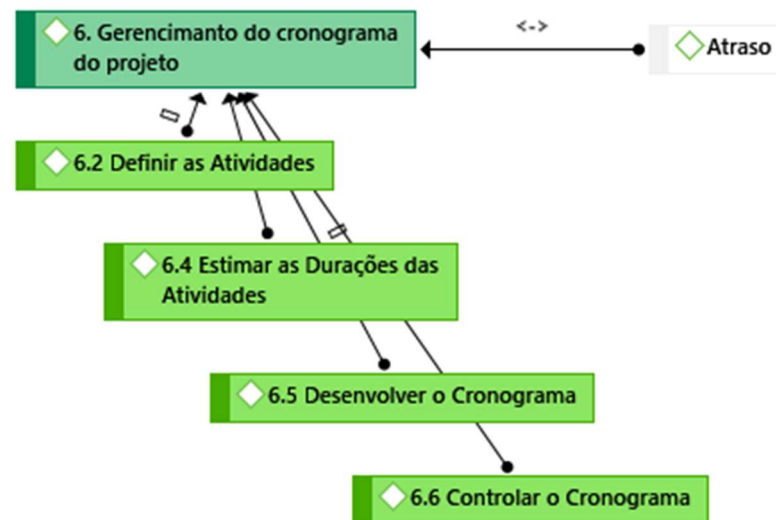 6. Gerencimanto do cronograma
do projeto
<->
Atraso
6.2 Definir as Atividades
6.4 Estimar as Durações das
Atividades
6.5 Desenvolver o Cronograma
6.6 Controlar o Cronograma